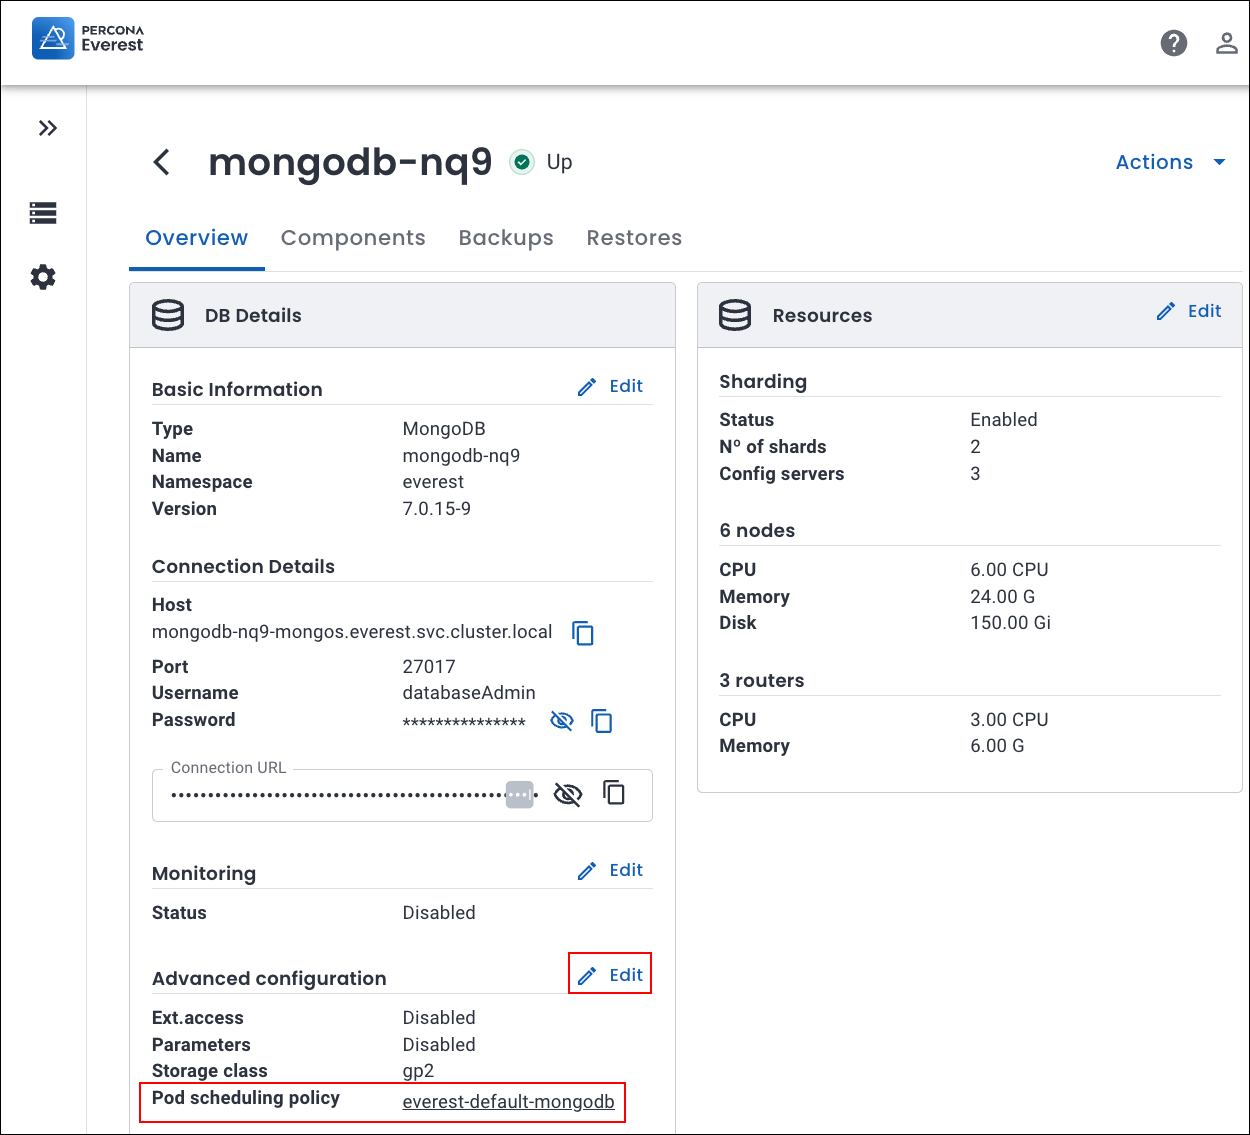 PERCONA
Everest
mongodb-nq9
Up
Actions
Overview
Components
Backups
Restores
DB Details
Basic Information
Edit
Type MongoDB
Name mongodb-nq9
Namespace everest
Version 7.0.15-9
Connection Details
Host
mongodb-nq9-mongos.everest.svc.cluster.local
Port 27017
Username databaseAdmin
Password ***************
Connection URL
Monitoring
Edit
Status Disabled
Advanced configuration
Edit
Ext.access Disabled
Parameters Disabled
Storage class gp2
Pod scheduling policy everest-default-mongodb
Resources
Edit
Sharding
Status Enabled
Nº of shards 2
Config servers 3
6 nodes
CPU 6.00 CPU
Memory 24.00 G
Disk 150.00 Gi
3 routers
CPU 3.00 CPU
Memory 6.00 G